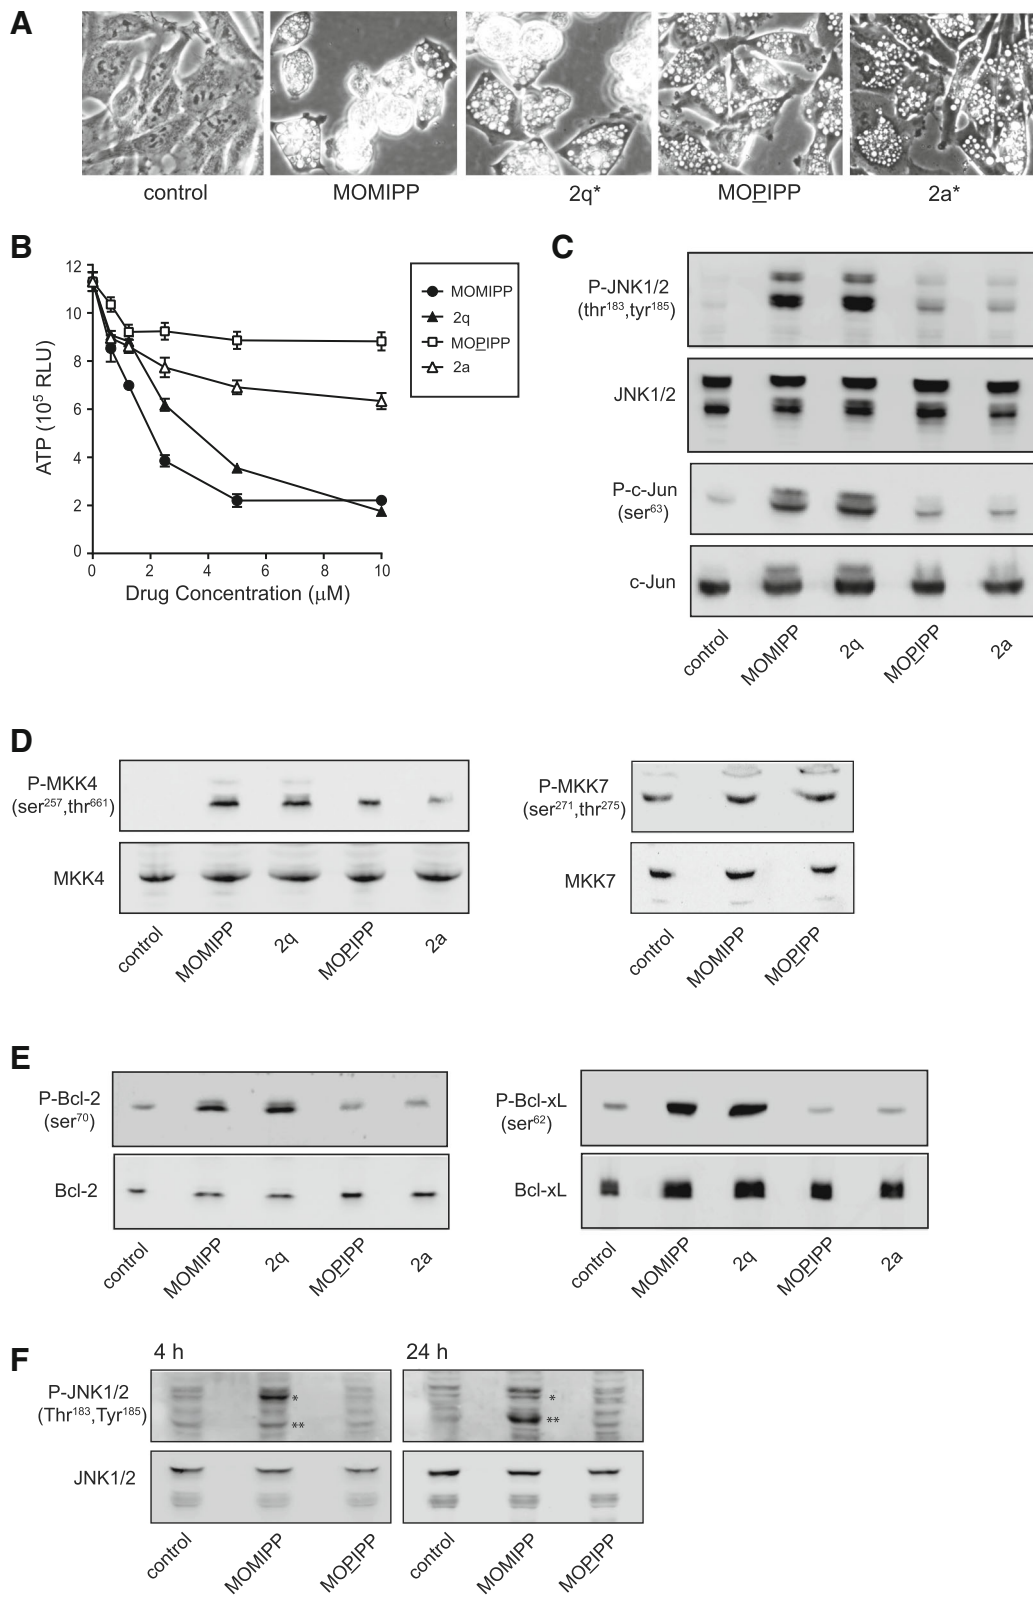 A
control
MOMIPP
2q*
MOPIPP
2a*
B
12
10
8
6
4
2
0
ATP (10⁵ RLU)
0
2
4
6
8
10
Drug Concentration (μM)
MOMIPP
2q
MOPIPP
2a
C
P-JNK1/2
(thr¹⁸³,tyr¹⁸⁵)
JNK1/2
P-c-Jun
(ser⁶³)
c-Jun
control
MOMIPP
2q
MOPIPP
2a
D
P-MKK4
(ser²⁵⁷,thr⁶⁶¹)
MKK4
control
MOMIPP
2q
MOPIPP
2a
P-MKK7
(ser²⁷¹,thr²⁷⁵)
MKK7
control
MOMIPP
MOPIPP
E
P-Bcl-2
(ser⁷⁰)
Bcl-2
control
MOMIPP
2q
MOPIPP
2a
P-Bcl-xL
(ser⁶²)
Bcl-xL
control
MOMIPP
2q
MOPIPP
2a
F
4 h
24 h
P-JNK1/2
(Thr¹⁸³,Tyr¹⁸⁵)
*
**
*
**
JNK1/2
control
MOMIPP
MOPIPP
control
MOMIPP
MOPIPP